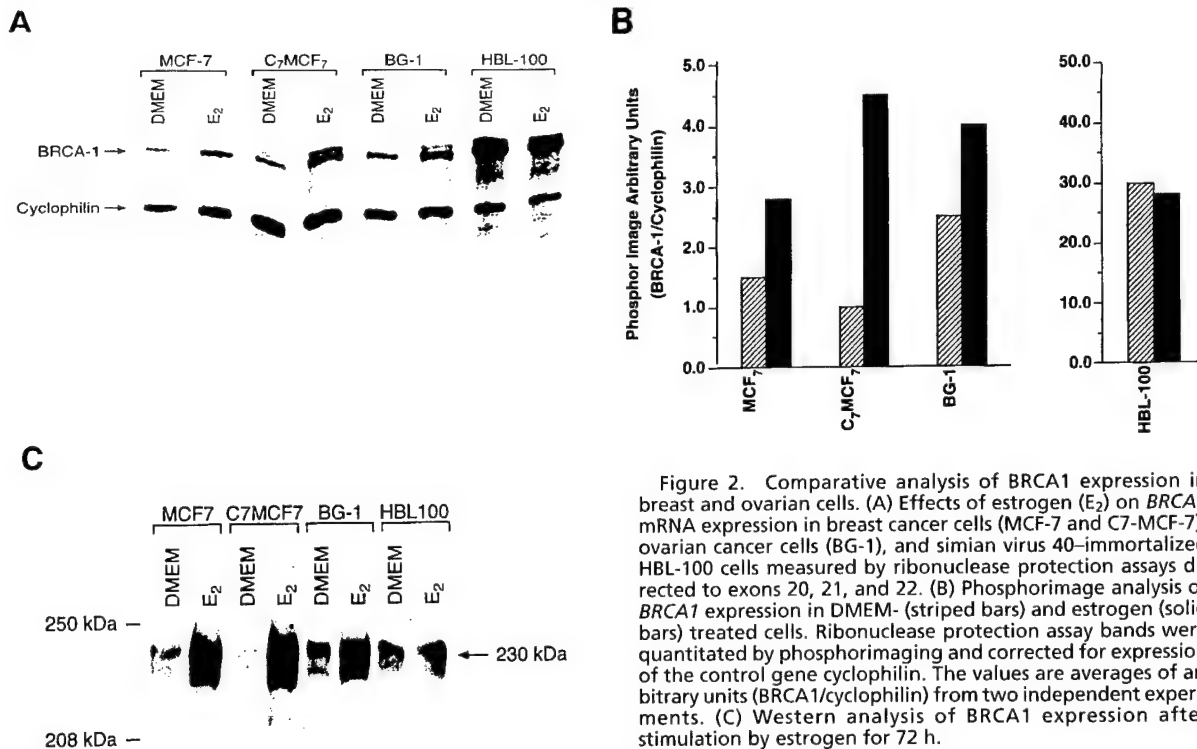 A
MCF-7 C₇MCF₇ BG-1 HBL-100
DMEM E₂ DMEM E₂ DMEM E₂ DMEM E₂
BRCA-1 →
Cyclophilin →
B
Phosphor Image Arbitrary Units
(BRCA-1/Cyclophilin)
5.0
4.0
3.0
2.0
1.0
0.0
MCF₇
C₇MCF₇
BG-1
50.0
40.0
30.0
20.0
10.0
0.0
HBL-100
C
MCF7 C7MCF7 BG-1 HBL100
DMEM E₂ DMEM E₂ DMEM E₂ DMEM E₂
250 kDa —
← 230 kDa
208 kDa —
Figure 2. Comparative analysis of BRCA1 expression in
breast and ovarian cells. (A) Effects of estrogen (E₂) on BRCA
mRNA expression in breast cancer cells (MCF-7 and C7-MCF-7)
ovarian cancer cells (BG-1), and simian virus 40–immortalized
HBL-100 cells measured by ribonuclease protection assays di
rected to exons 20, 21, and 22. (B) Phosphorimage analysis o
BRCA1 expression in DMEM- (striped bars) and estrogen (solid
bars) treated cells. Ribonuclease protection assay bands were
quantitated by phosphorimaging and corrected for expression
of the control gene cyclophilin. The values are averages of ar
bitrary units (BRCA1/cyclophilin) from two independent experi
ments. (C) Western analysis of BRCA1 expression after
stimulation by estrogen for 72 h.